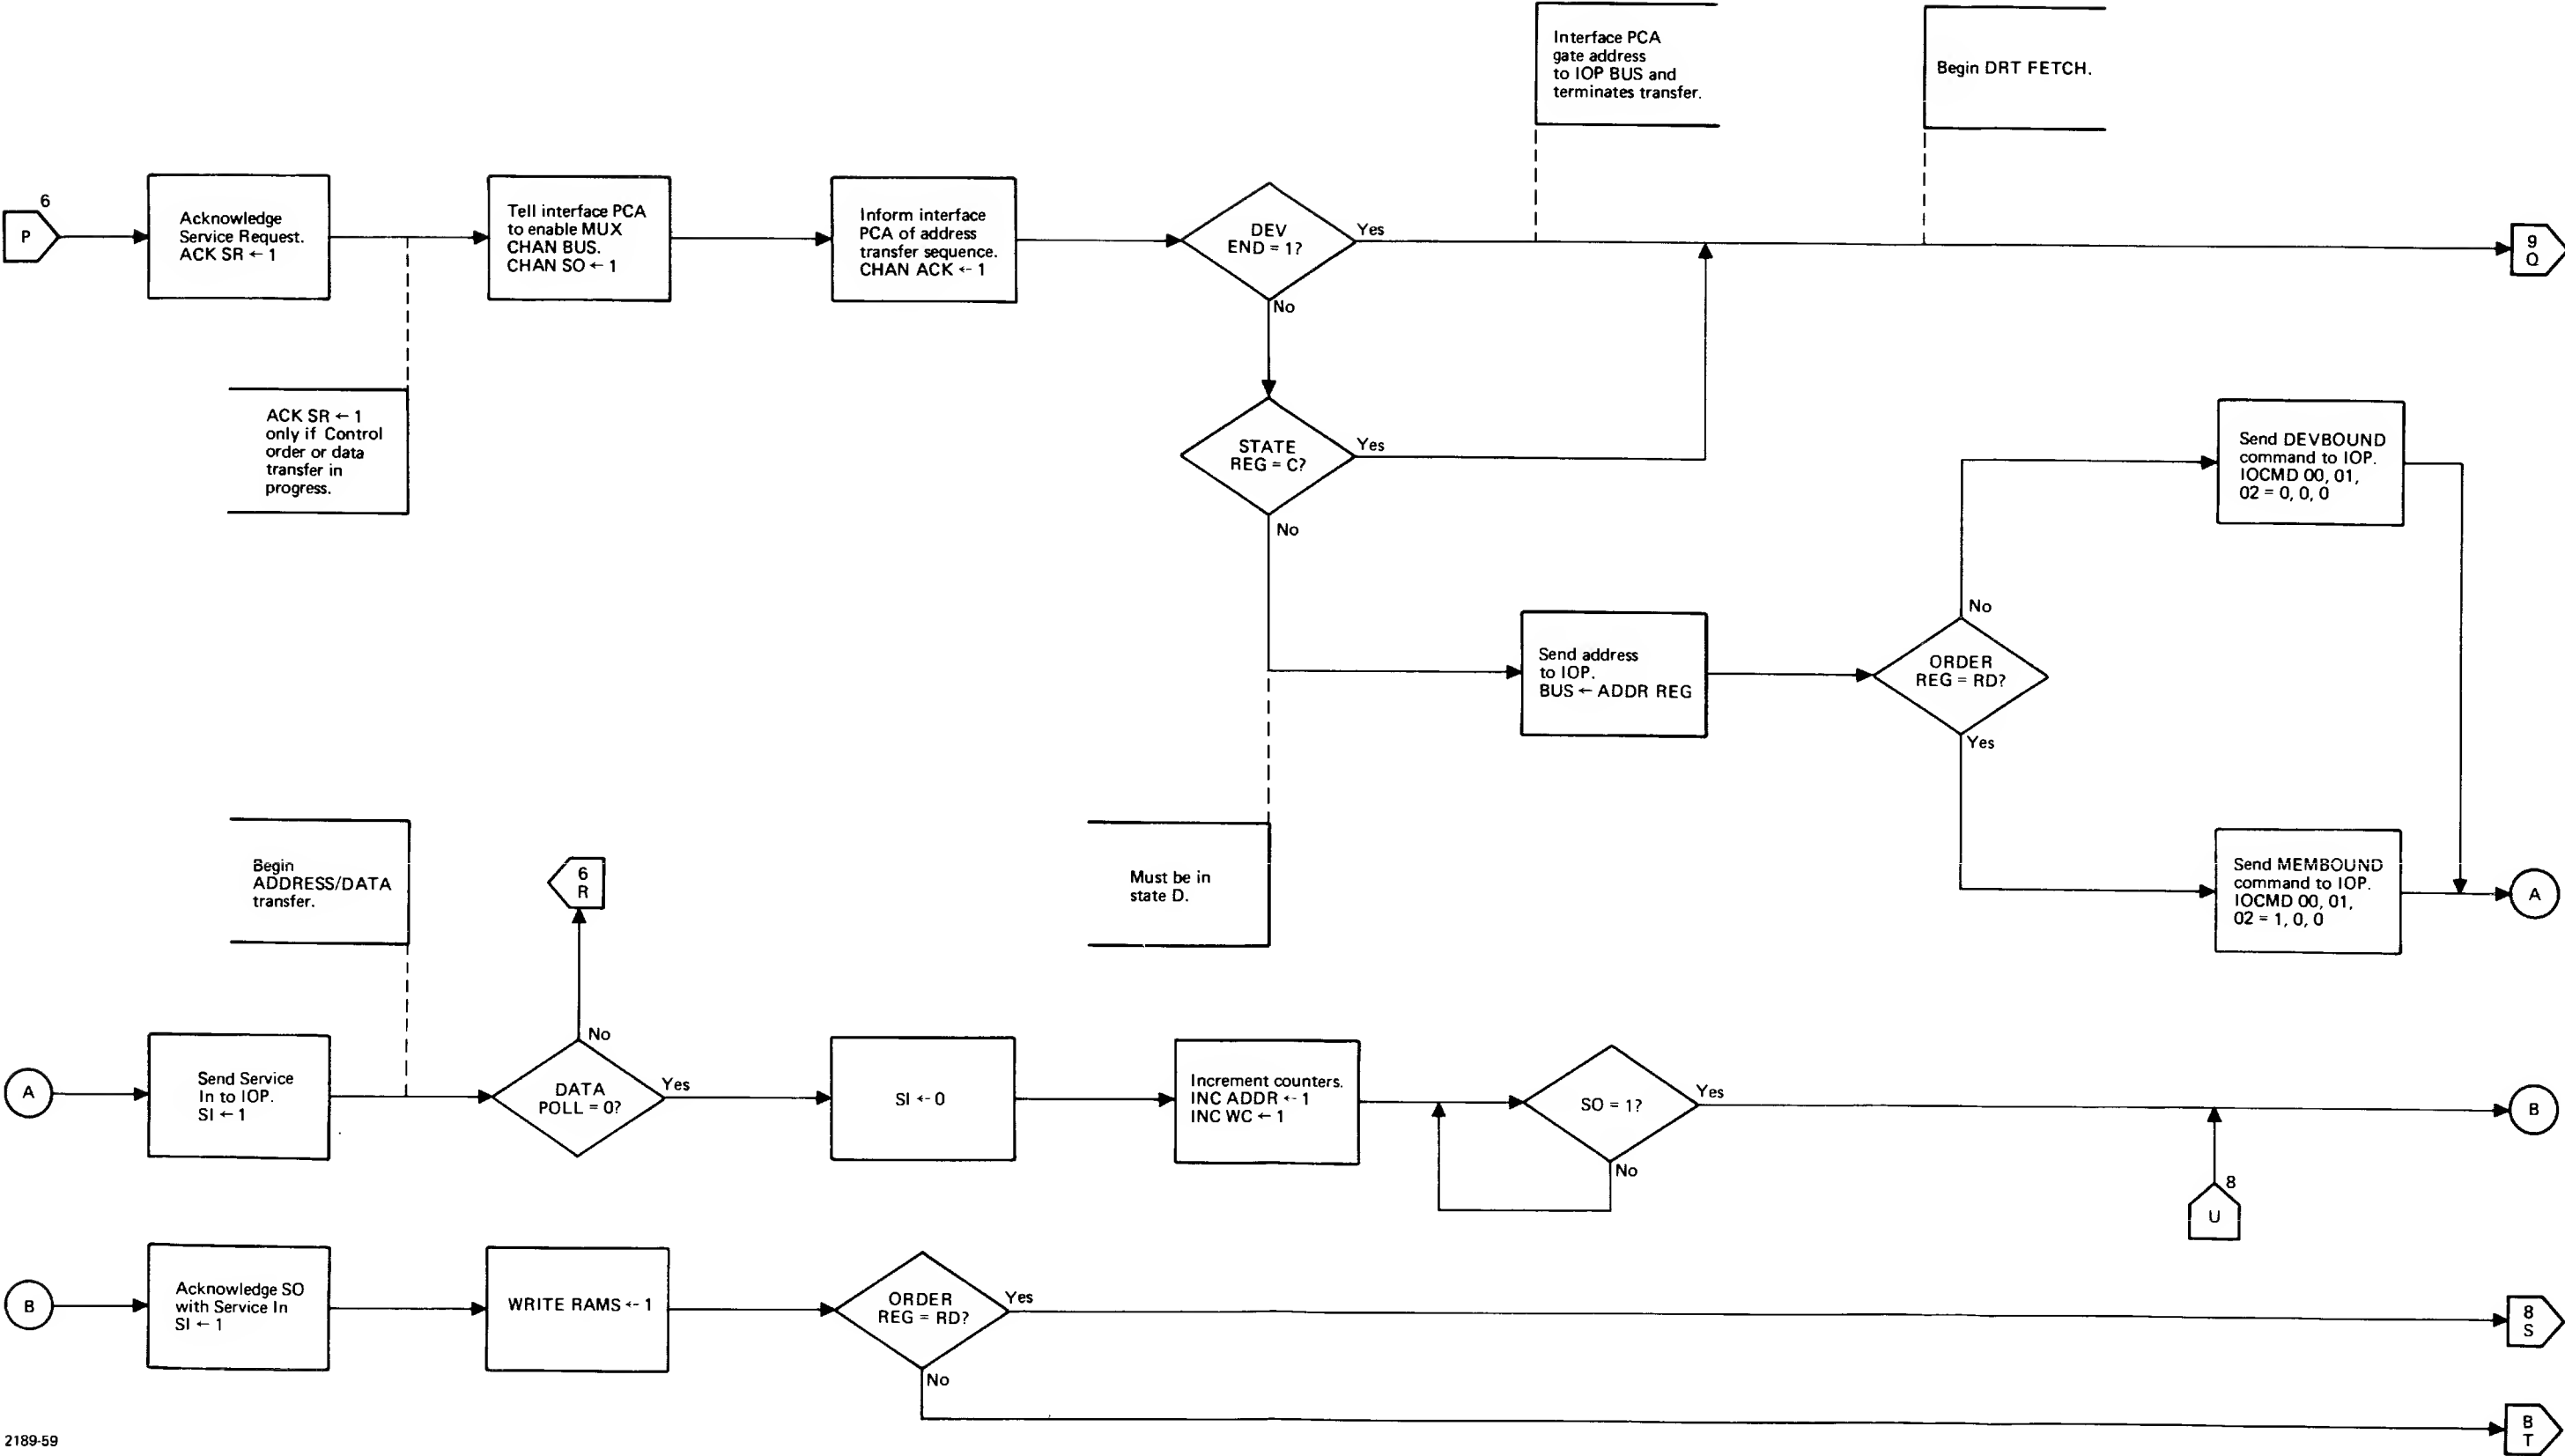 Interface PCA
gate address
to IOP BUS and
terminates transfer.
Begin DRT FETCH.
6
P
Acknowledge
Service Request.
ACK SR ← 1
Tell interface PCA
to enable MUX
CHAN BUS.
CHAN SO ← 1
Inform interface
PCA of address
transfer sequence.
CHAN ACK ← 1
DEV
END = 1?
Yes
No
9
Q
ACK SR ← 1
only if Control
order or data
transfer in
progress.
STATE
REG = C?
Yes
No
Send DEVBOUND
command to IOP.
IOCMD 00, 01,
02 = 0, 0, 0
Send address
to IOP.
BUS ← ADDR REG
No
ORDER
REG = RD?
Yes
Begin
ADDRESS/DATA
transfer.
6
R
Must be in
state D.
Send MEMBOUND
command to IOP.
IOCMD 00, 01,
02 = 1, 0, 0
A
A
Send Service
In to IOP.
SI ← 1
No
DATA
POLL = 0?
Yes
SI ← 0
Increment counters.
INC ADDR ← 1
INC WC ← 1
SO = 1?
Yes
No
B
8
U
B
Acknowledge SO
with Service In
SI ← 1
WRITE RAMS ← 1
ORDER
REG = RD?
Yes
No
8
S
B
T
2189-59